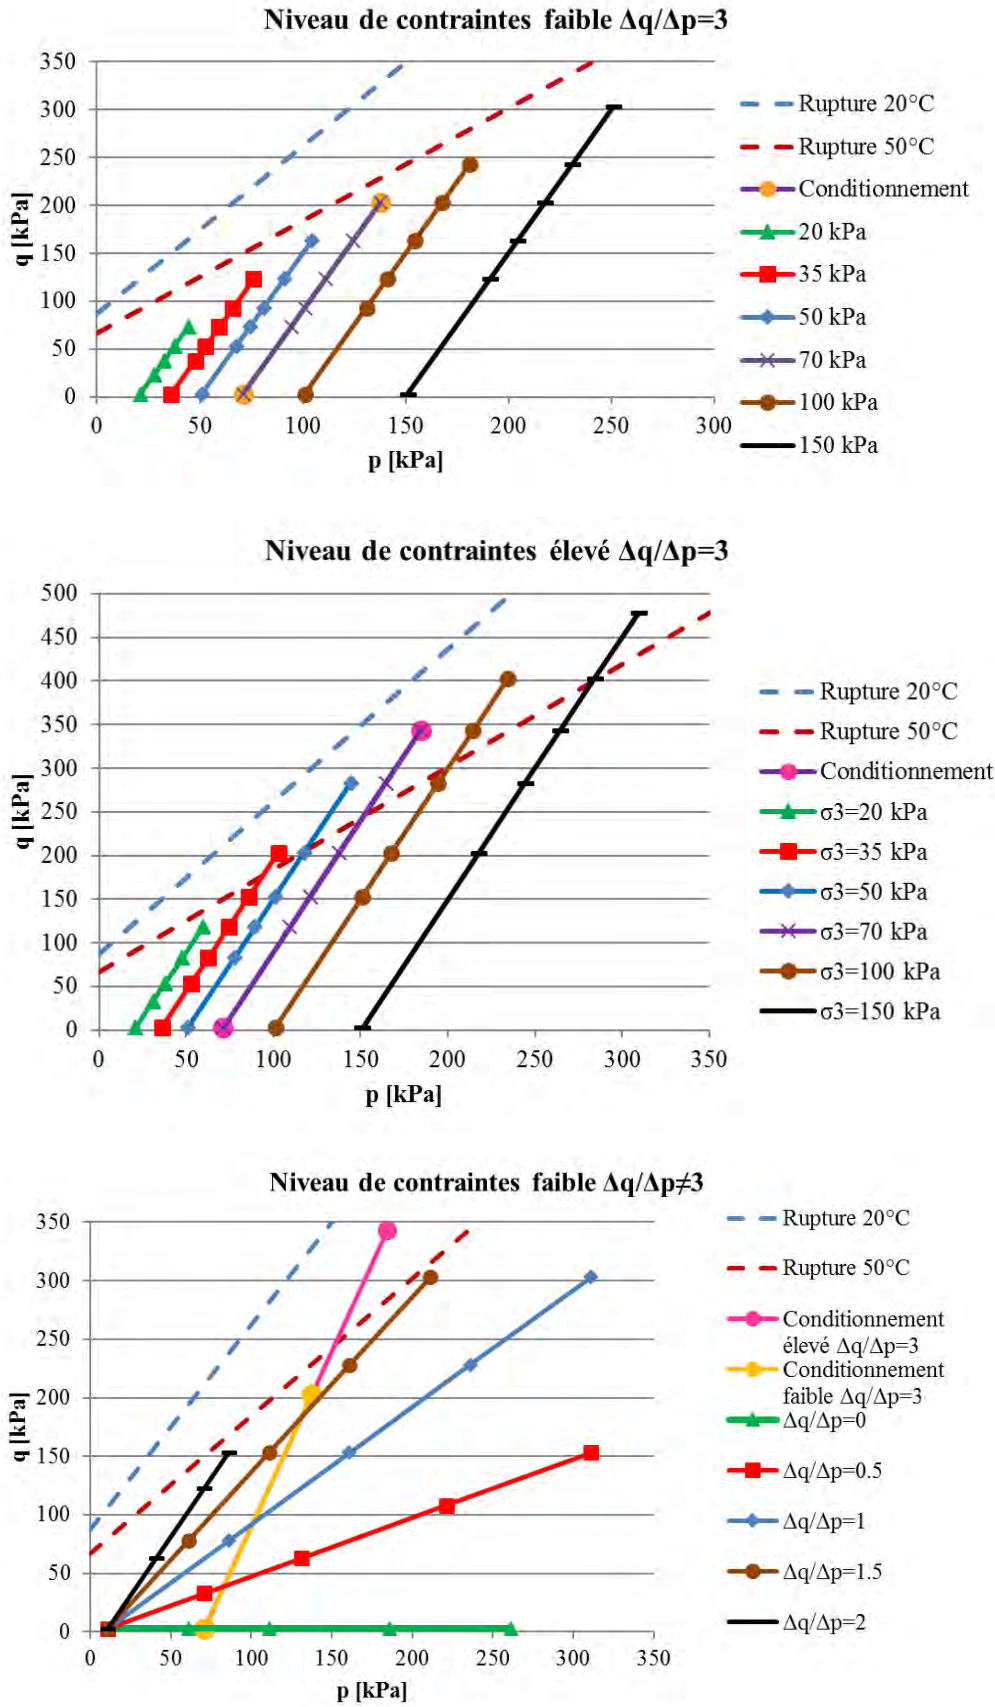 Niveau de contraintes faible Δq/Δp=3
350
300
250
200
150
100
50
0
q [kPa]
0 50 100 150 200 250 300
p [kPa]
Rupture 20°C
Rupture 50°C
Conditionnement
20 kPa
35 kPa
50 kPa
70 kPa
100 kPa
150 kPa
Niveau de contraintes élevé Δq/Δp=3
500
450
400
350
300
250
200
150
100
50
0
q [kPa]
0 50 100 150 200 250 300 350
p [kPa]
Rupture 20°C
Rupture 50°C
Conditionnement
σ3=20 kPa
σ3=35 kPa
σ3=50 kPa
σ3=70 kPa
σ3=100 kPa
σ3=150 kPa
Niveau de contraintes faible Δq/Δp≠3
350
300
250
200
150
100
50
0
q [kPa]
0 50 100 150 200 250 300 350
p [kPa]
Rupture 20°C
Rupture 50°C
Conditionnement
élevé Δq/Δp=3
Conditionnement
faible Δq/Δp=3
Δq/Δp=0
Δq/Δp=0.5
Δq/Δp=1
Δq/Δp=1.5
Δq/Δp=2